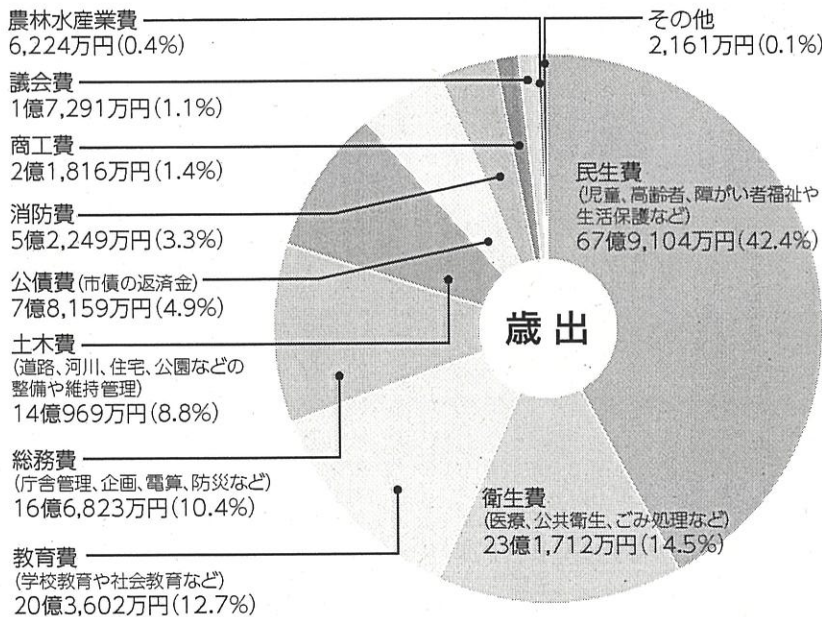 農林水産業費
6,224万円(0.4%)
議会費
1億7,291万円(1.1%)
商工費
2億1,816万円(1.4%)
消防費
5億2,249万円(3.3%)
公債費(市債の返済金)
7億8,159万円(4.9%)
土木費
(道路、河川、住宅、公園などの
整備や維持管理)
14億969万円(8.8%)
総務費
(庁舎管理、企画、電算、防災など)
16億6,823万円(10.4%)
教育費
(学校教育や社会教育など)
20億3,602万円(12.7%)
その他
2,161万円(0.1%)
民生費
(児童、高齢者、障がい者福祉や
生活保護など)
67億9,104万円(42.4%)
歳出
衛生費
(医療、公共衛生、ごみ処理など)
23億1,712万円(14.5%)